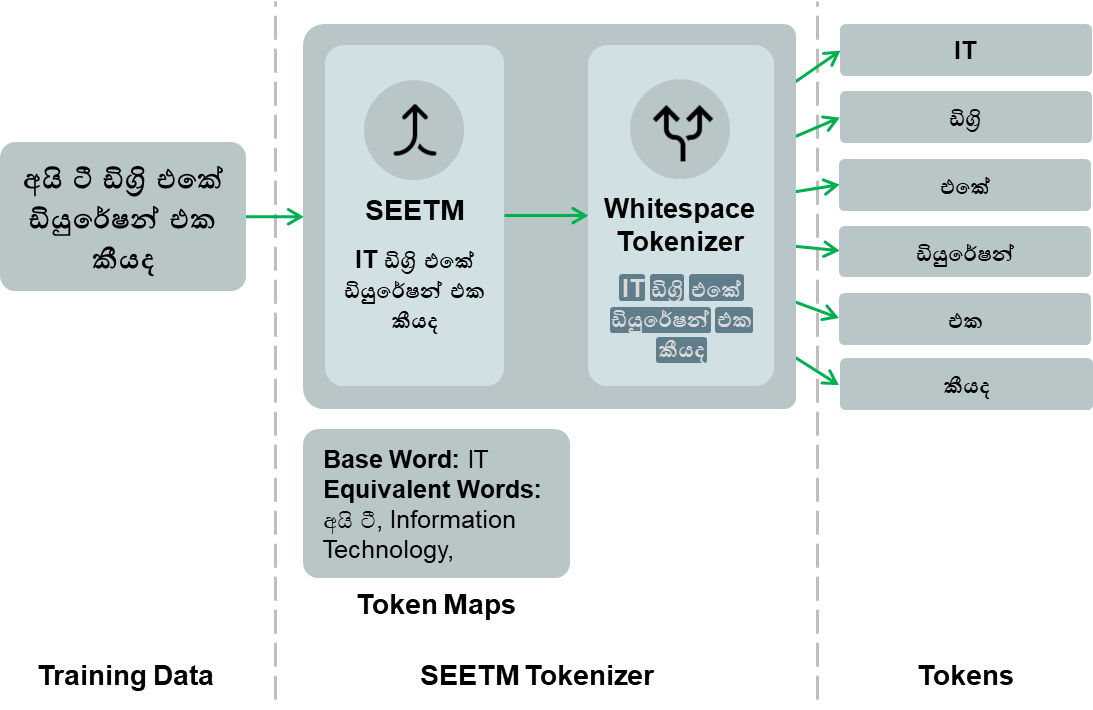 අයි ටී ඩිග්‍රි එකේ
ඩියුරේෂන් එක
කීයද
SEETM
IT ඩිග්‍රි එකේ
ඩියුරේෂන් එක
කීයද
Whitespace
Tokenizer
IT ඩිග්‍රි එකේ
ඩියුරේෂන් එක
කීයද
IT
ඩිග්‍රි
එකේ
ඩියුරේෂන්
එක
කීයද
Base Word: IT
Equivalent Words:
අයි ටී, Information
Technology,
Token Maps
Training Data
SEETM Tokenizer
Tokens